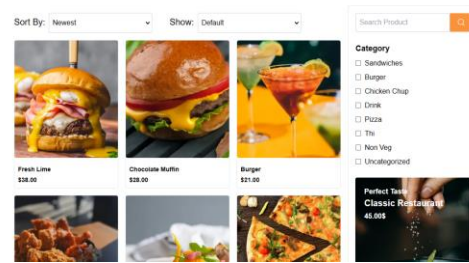 Sort By: Newest
Show: Default
Search Product
Fresh Lime
$38.00
Chocolate Muffin
$28.00
Burger
$21.00
Category
Sandwiches
Burger
Chicken Chup
Drink
Pizza
Thi
Non Veg
Uncategorized
Perfect Taste
Classic Restaurant
45.00$